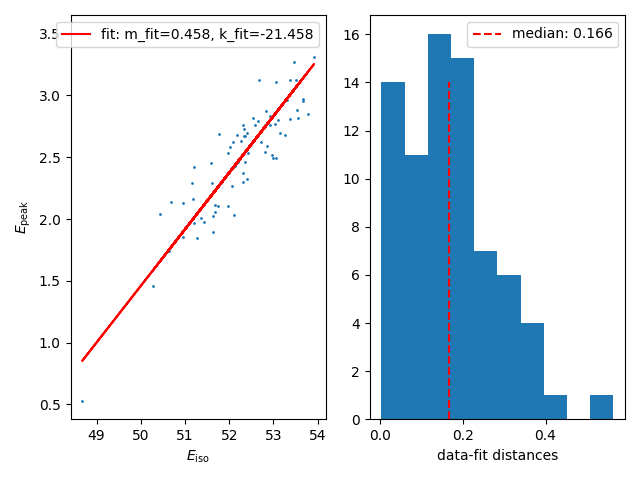 fit: m_fit=0.458, k_fit=-21.458
3.5
3.0
2.5
2.0
1.5
1.0
0.5
E_peak
49 50 51 52 53 54
E_iso
median: 0.166
16
14
12
10
8
6
4
2
0
0.0 0.2 0.4
data-fit distances